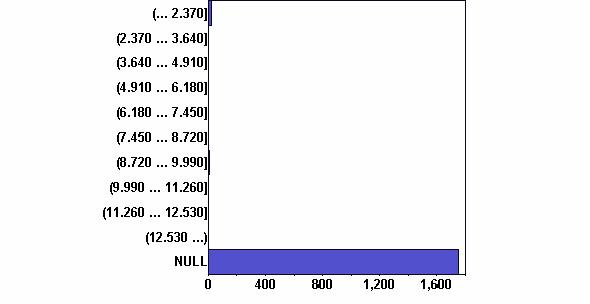 (... 2.370]
(2.370 ... 3.640]
(3.640 ... 4.910]
(4.910 ... 6.180]
(6.180 ... 7.450]
(7.450 ... 8.720]
(8.720 ... 9.990]
(9.990 ... 11.260]
(11.260 ... 12.530]
(12.530 ...)
NULL
0 400 800 1,200 1,600